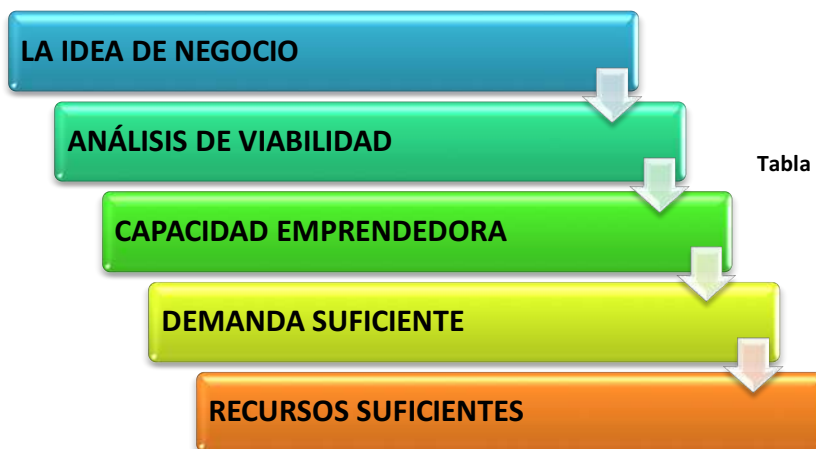 LA IDEA DE NEGOCIO
ANÁLISIS DE VIABILIDAD
Tabla
CAPACIDAD EMPRENDEDORA
DEMANDA SUFICIENTE
RECURSOS SUFICIENTES